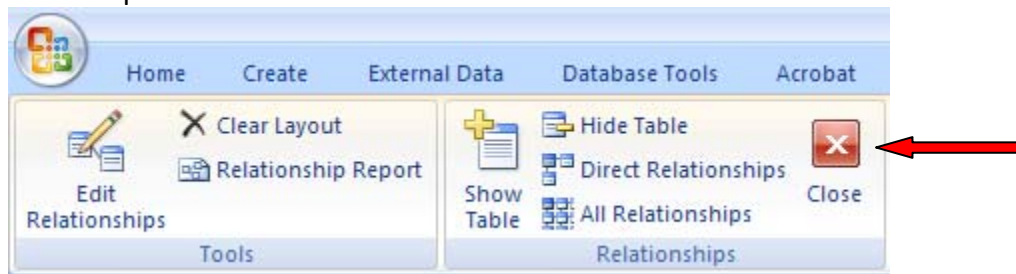 Home Create External Data Database Tools Acrobat
Clear Layout
Relationship Report
Edit
Relationships
Tools
Show
Table
Hide Table
Direct Relationships
All Relationships
Close
Relationships